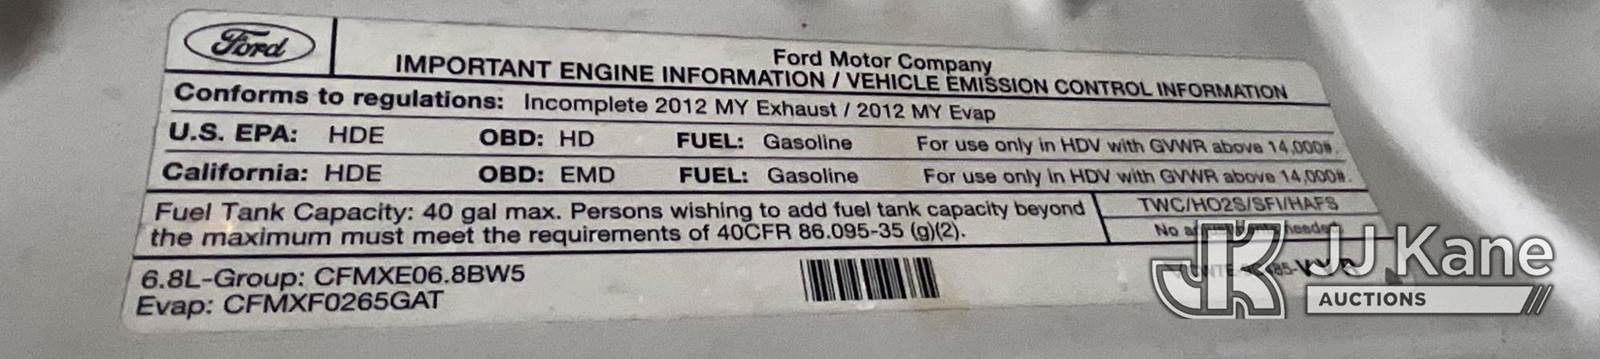 Ford
Ford Motor Company
IMPORTANT ENGINE INFORMATION / VEHICLE EMISSION CONTROL INFORMATION
Conforms to regulations: Incomplete 2012 MY Exhaust / 2012 MY Evap
U.S. EPA: HDE OBD: HD FUEL: Gasoline For use only in HDV with GVWR above 14,000#.
California: HDE OBD: EMD FUEL: Gasoline For use only in HDV with GVWR above 14,000#.
Fuel Tank Capacity: 40 gal max. Persons wishing to add fuel tank capacity beyond
the maximum must meet the requirements of 40CFR 86.095-35 (g)(2).
TWC/HO2S/SFI/HAFS
No needed
6.8L-Group: CFMXE06.8BW5
Evap: CFMXF0265GAT
JK JJ Kane
AUCTIONS